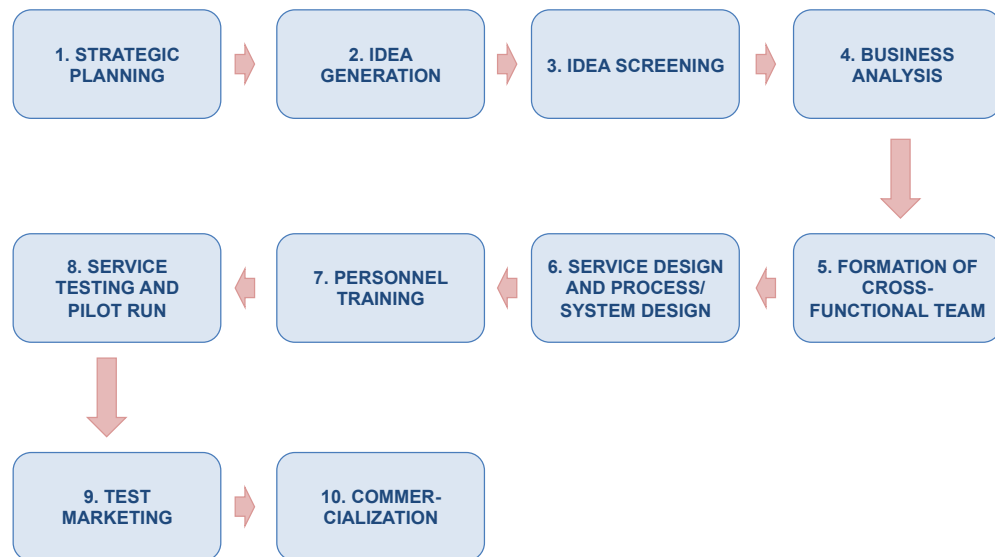 1. STRATEGIC
PLANNING
2. IDEA
GENERATION
3. IDEA SCREENING
4. BUSINESS
ANALYSIS
5. FORMATION OF
CROSS-
FUNCTIONAL TEAM
6. SERVICE DESIGN
AND PROCESS/
SYSTEM DESIGN
7. PERSONNEL
TRAINING
8. SERVICE
TESTING AND
PILOT RUN
9. TEST
MARKETING
10. COMMER-
CIALIZATION